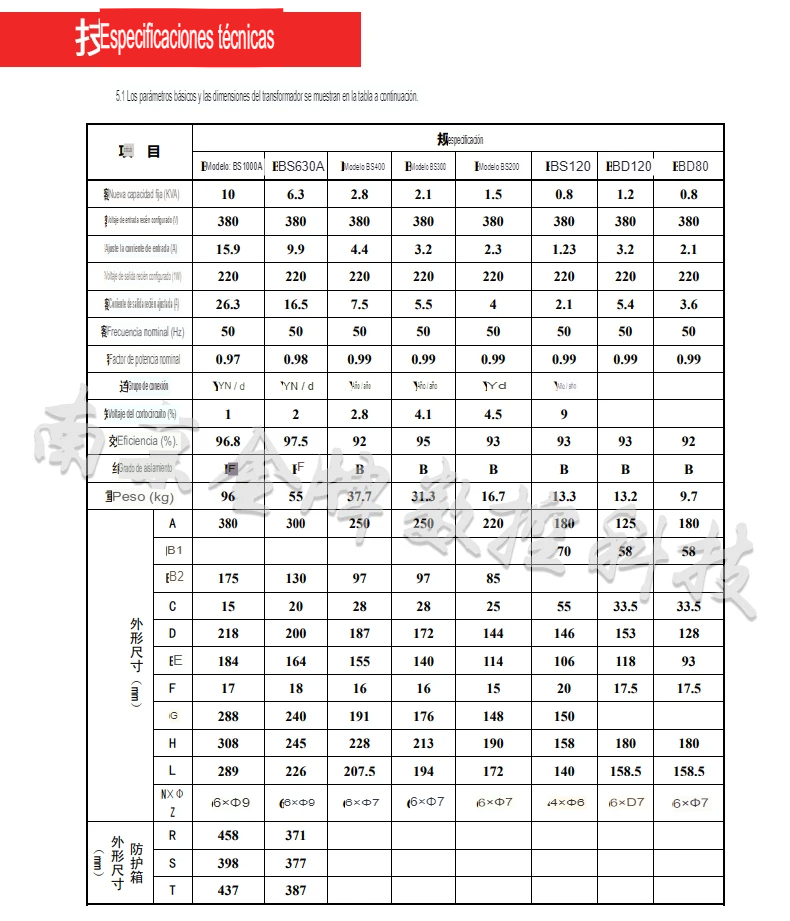 技Especificaciones técnicas
5.1 Los parámetros básicos y las dimensiones del transformador se muestran en la tabla a continuación.
项 目 规especificación
Modelo: BS1000A BS630A Modelo BS400 Modelo BS300 Modelo BS200 BS120 BD120 BD80
Nueva capacidad fija (KVA) 10 6.3 2.8 2.1 1.5 0.8 1.2 0.8
Voltaje de entrada recién configurado (V) 380 380 380 380 380 380 380 380
Ajuste la corriente de entrada (A) 15.9 9.9 4.4 3.2 2.3 1.23 3.2 2.1
Voltaje de salida recién configurado (1W) 220 220 220 220 220 220 220 220
Corriente de salida recién ajustada (F) 26.3 16.5 7.5 5.5 4 2.1 5.4 3.6
Frecuencia nominal (Hz) 50 50 50 50 50 50 50 50
Factor de potencia nominal 0.97 0.98 0.99 0.99 0.99 0.99 0.99 0.99
连Grupo de conexión YN / d YN / d Año / año Año / año Yd Año / año
Voltaje del cortocircuito (%) 1 2 2.8 4.1 4.5 9
交Eficiencia (%). 96.8 97.5 92 95 93 93 93 92
Grado de aislamiento F F B B B B B B
重Peso (kg) 96 55 37.7 31.3 16.7 13.3 13.2 9.7
外形尺寸（mm）
A 380 300 250 250 220 180 125 180
B1 70 58 58
B2 175 130 97 97 85
C 15 20 28 28 25 55 33.5 33.5
D 218 200 187 172 144 146 153 128
E 184 164 155 140 114 106 118 93
F 17 18 16 16 15 20 17.5 17.5
G 288 240 191 176 148 150
H 308 245 228 213 190 158 180 180
L 289 226 207.5 194 172 140 158.5 158.5
NXΦ Z 6×Φ9 6×Φ9 6×Φ7 6×Φ7 6×Φ7 4×Φ6 6×D7 6×Φ7
防护箱外形尺寸（mm）
R 458 371
S 398 377
T 437 387
南京金牌数控科技